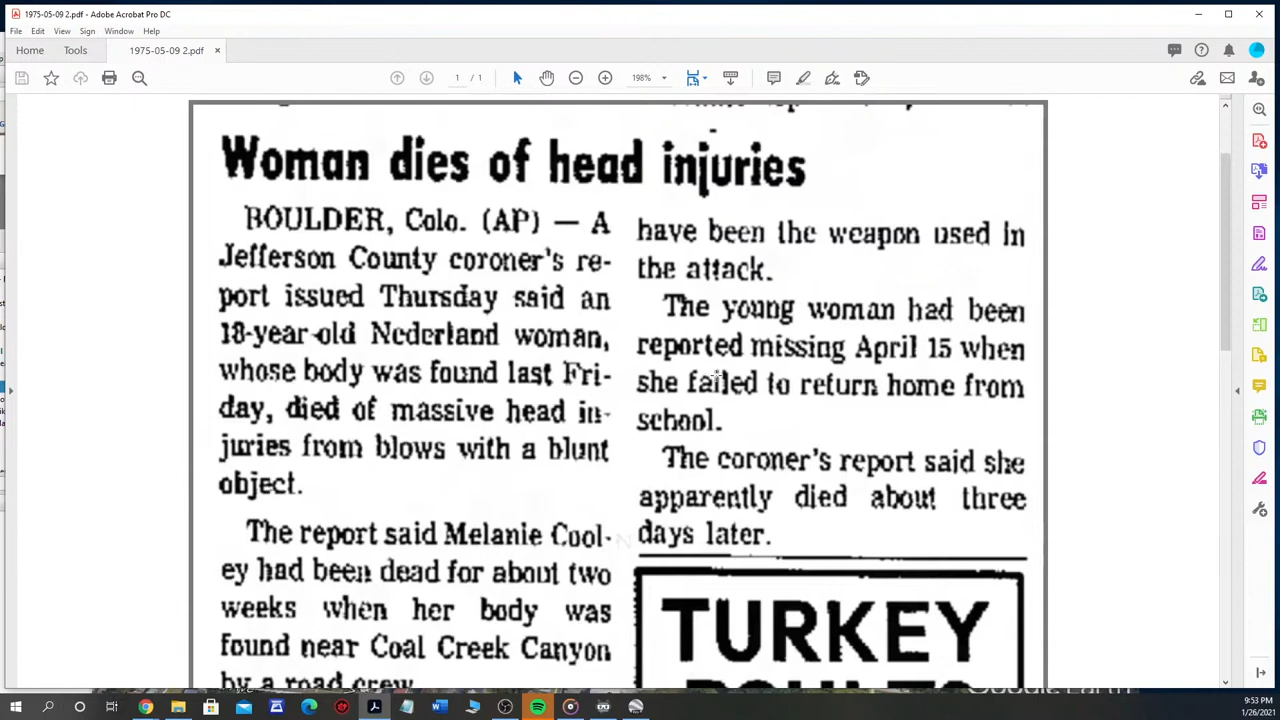 1975-05-09 2.pdf - Adobe Acrobat Pro DC
File Edit View Sign Window Help
Home Tools 1975-05-09 2.pdf ×
1 / 1 198%
Woman dies of head injuries
BOULDER, Colo. (AP) — A
Jefferson County coroner's re-
port issued Thursday said an
18-year-old Nederland woman,
whose body was found last Fri-
day, died of massive head in-
juries from blows with a blunt
object.
The report said Melanie Cool-
ey had been dead for about two
weeks when her body was
found near Coal Creek Canyon
by a road crew.
have been the weapon used in
the attack.
The young woman had been
reported missing April 15 when
she failed to return home from
school.
The coroner's report said she
apparently died about three
days later.
TURKEY
Google Earth
9:53 PM
1/26/2021